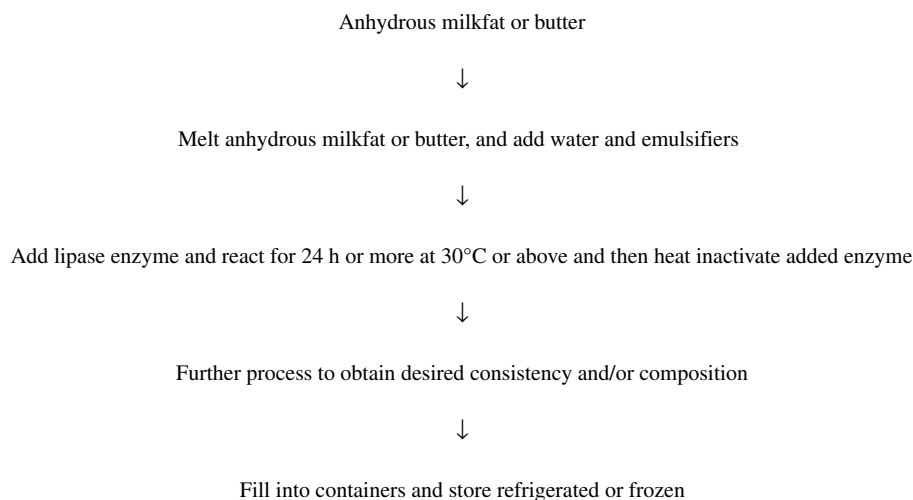 Anhydrous milkfat or butter
↓
Melt anhydrous milkfat or butter, and add water and emulsifiers
↓
Add lipase enzyme and react for 24 h or more at 30°C or above and then heat inactivate added enzyme
↓
Further process to obtain desired consistency and/or composition
↓
Fill into containers and store refrigerated or frozen